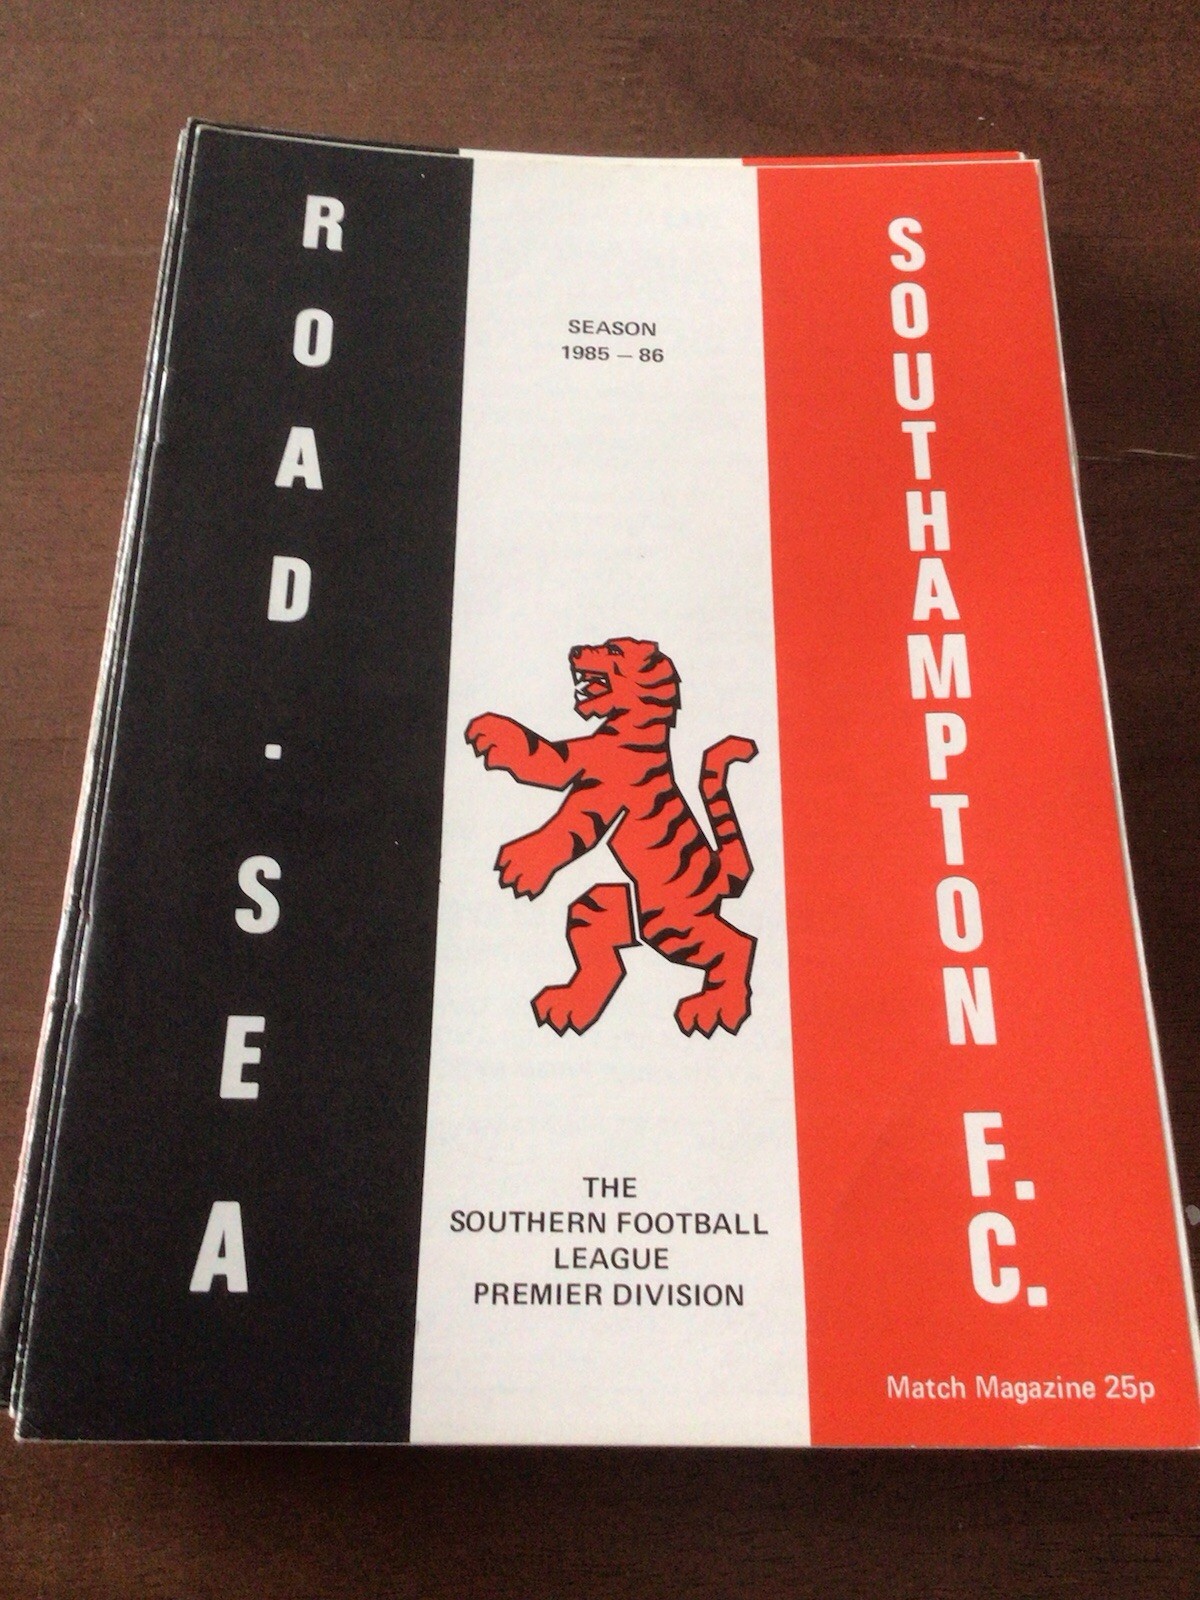 ROAD·SEA
SEASON
1985 – 86
THE
SOUTHERN FOOTBALL
LEAGUE
PREMIER DIVISION
SOUTHAMPTON F.C.
Match Magazine 25p